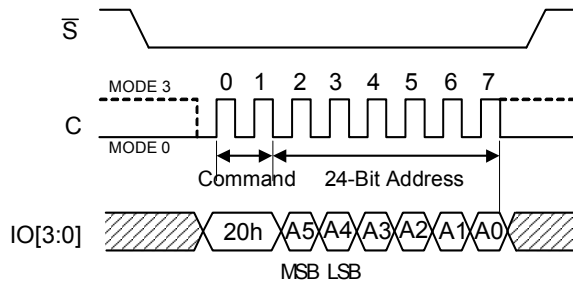 S
MODE 3
0 1 2 3 4 5 6 7
C
MODE 0
Command 24-Bit Address
IO[3:0] 20h A5 A4 A3 A2 A1 A0
MSB LSB